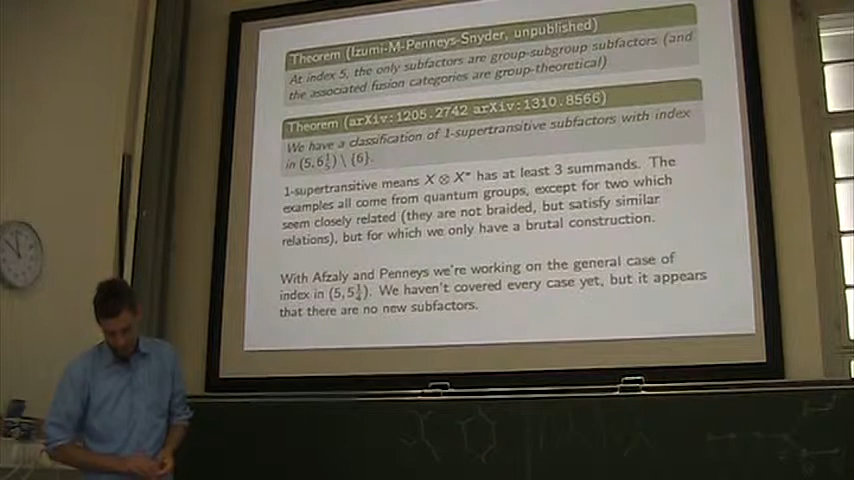 Theorem (Izumi-M-Penneys-Snyder, unpublished)
At index 5, the only subfactors are group-subgroup subfactors (and
the associated fusion categories are group-theoretical)
Theorem (arXiv:1205.2742 arXiv:1310.8566)
We have a classification of 1-supertransitive subfactors with index
in (5, 6 1/5) \ {6}.
1-supertransitive means X ⊗ X* has at least 3 summands. The
examples all come from quantum groups, except for two which
seem closely related (they are not braided, but satisfy similar
relations), but for which we only have a brutal construction.
With Afzaly and Penneys we're working on the general case of
index in (5, 5 1/4). We haven't covered every case yet, but it appears
that there are no new subfactors.